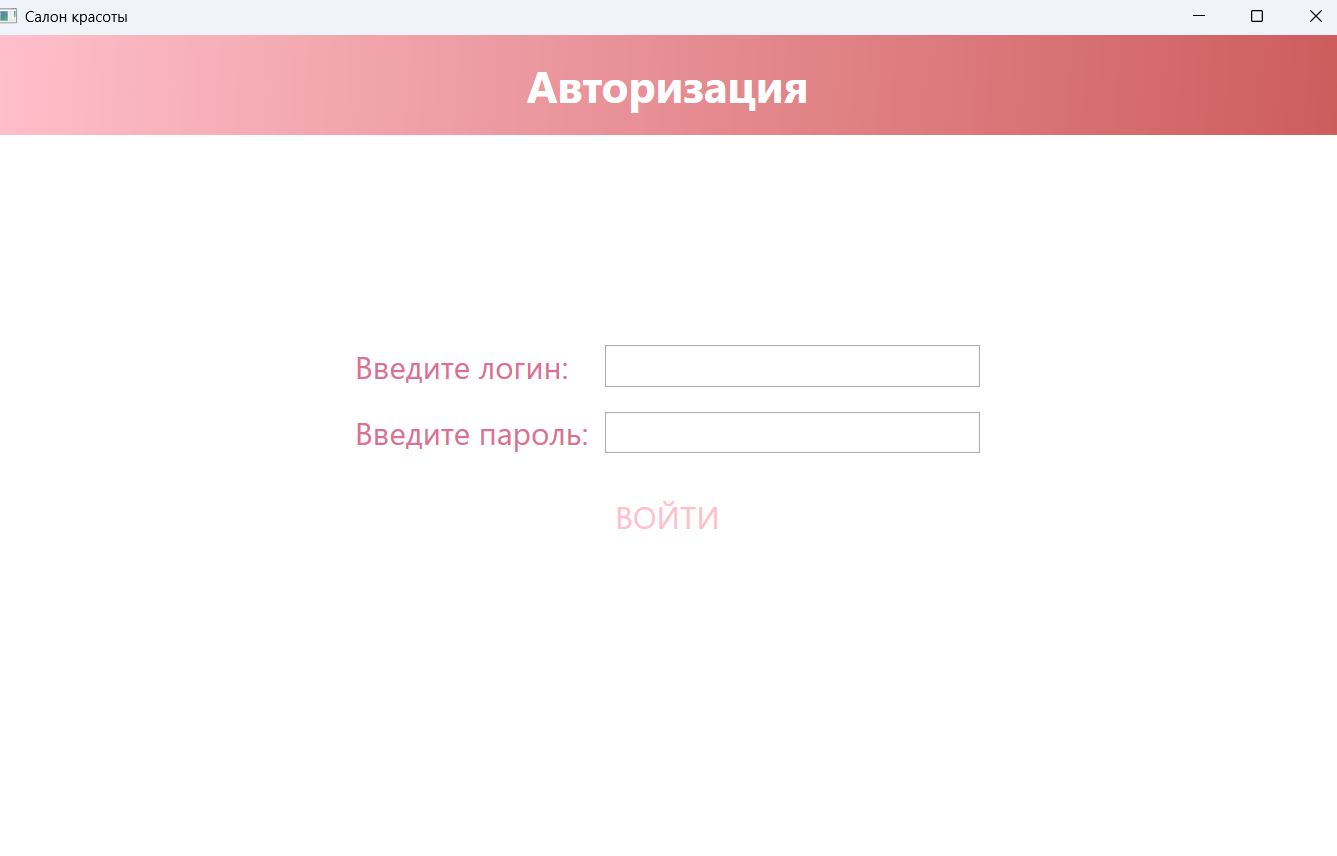 Салон красоты
Авторизация
Введите логин:
Введите пароль:
ВОЙТИ